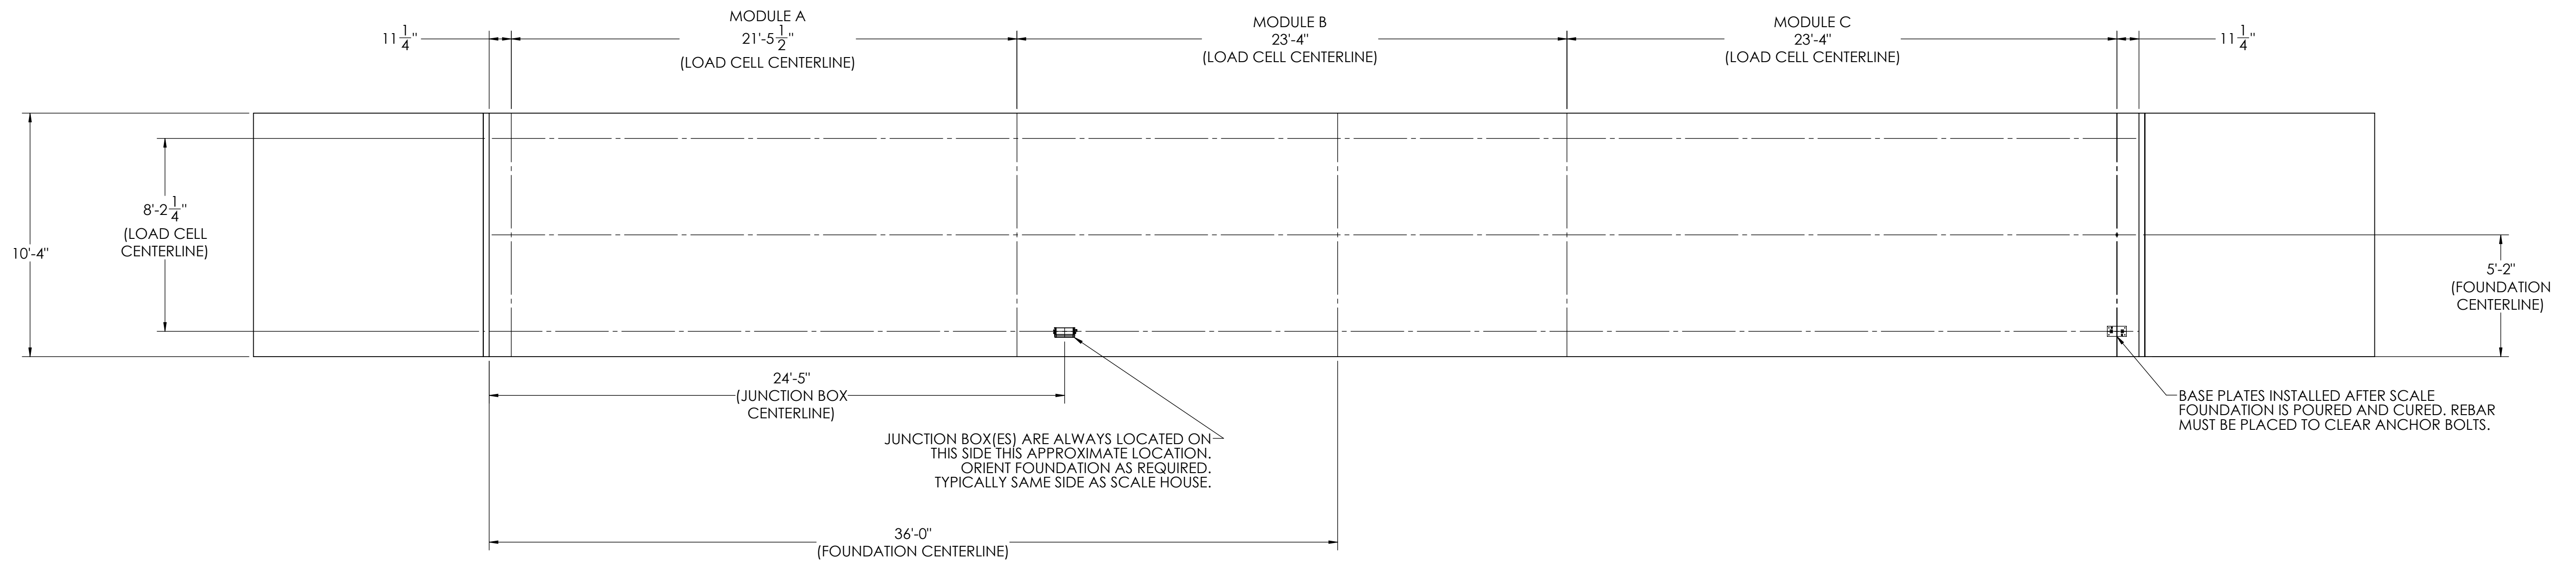 MODULE A
21'-5 1/2"
(LOAD CELL CENTERLINE)
MODULE B
23'-4"
(LOAD CELL CENTERLINE)
MODULE C
23'-4"
(LOAD CELL CENTERLINE)
11 1/4"
11 1/4"
8'-2 1/4"
(LOAD CELL
CENTERLINE)
10'-4"
5'-2"
(FOUNDATION
CENTERLINE)
24'-5"
(JUNCTION BOX
CENTERLINE)
JUNCTION BOX(ES) ARE ALWAYS LOCATED ON
THIS SIDE THIS APPROXIMATE LOCATION.
ORIENT FOUNDATION AS REQUIRED.
TYPICALLY SAME SIDE AS SCALE HOUSE.
BASE PLATES INSTALLED AFTER SCALE
FOUNDATION IS POURED AND CURED. REBAR
MUST BE PLACED TO CLEAR ANCHOR BOLTS.
36'-0"
(FOUNDATION CENTERLINE)